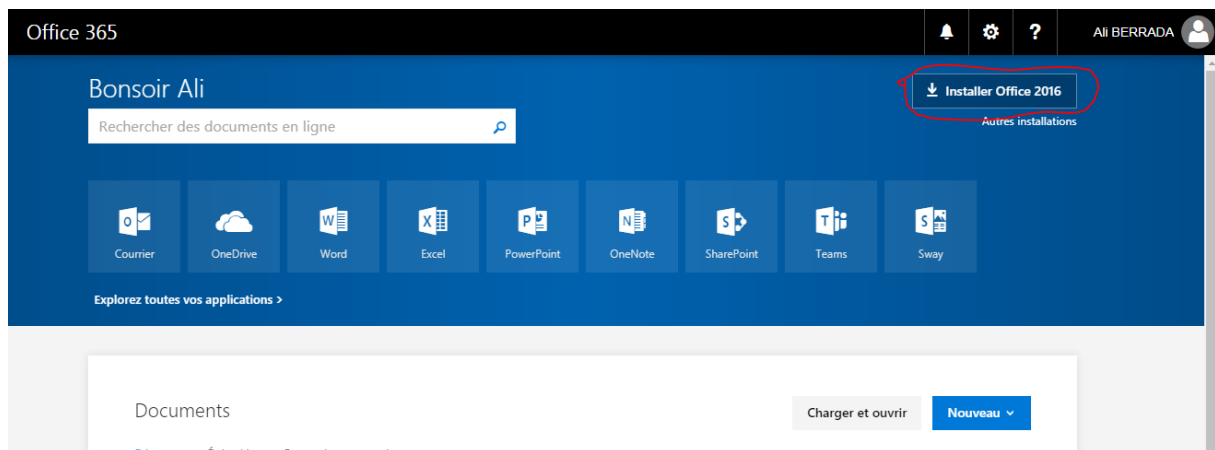 Office 365
?
Ali BERRADA
Bonsoir Ali
Installer Office 2016
Rechercher des documents en ligne
Autres installations
Courrier
OneDrive
Word
Excel
PowerPoint
OneNote
SharePoint
Teams
Sway
Explorez toutes vos applications >
Documents
Charger et ouvrir
Nouveau